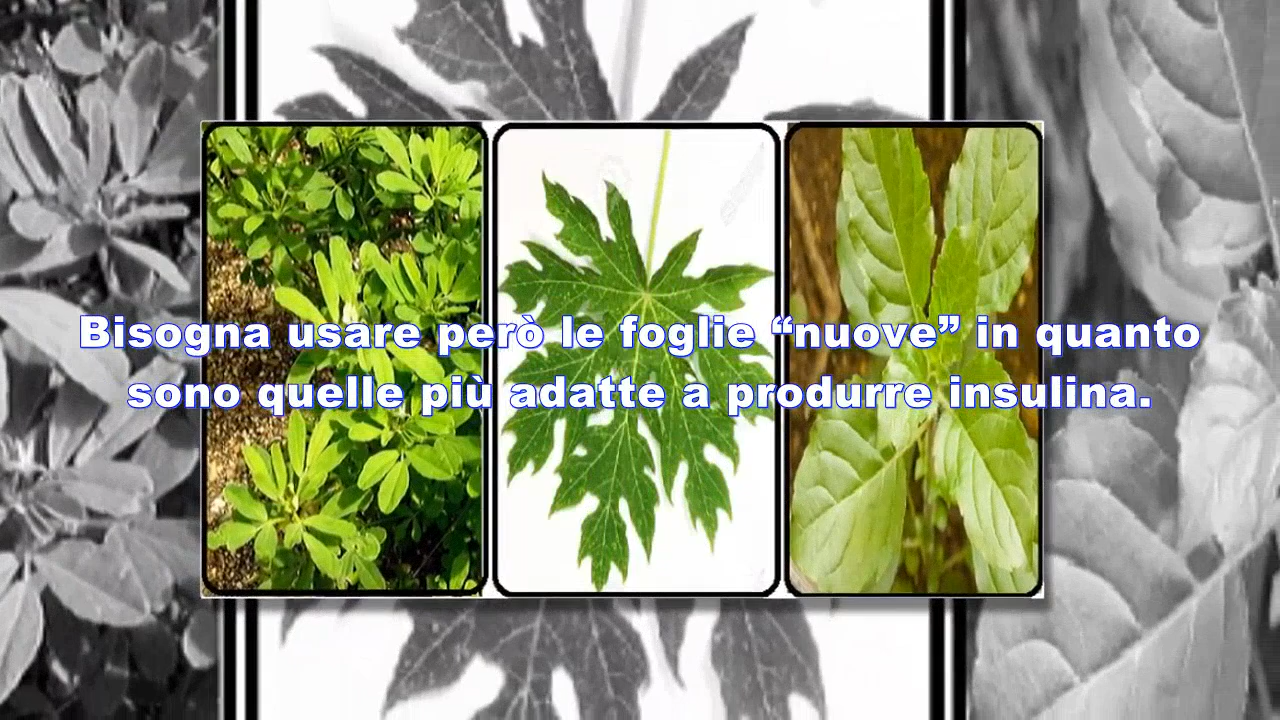 Bisogna usare però le foglie “nuove” in quanto
sono quelle più adatte a produrre insulina.